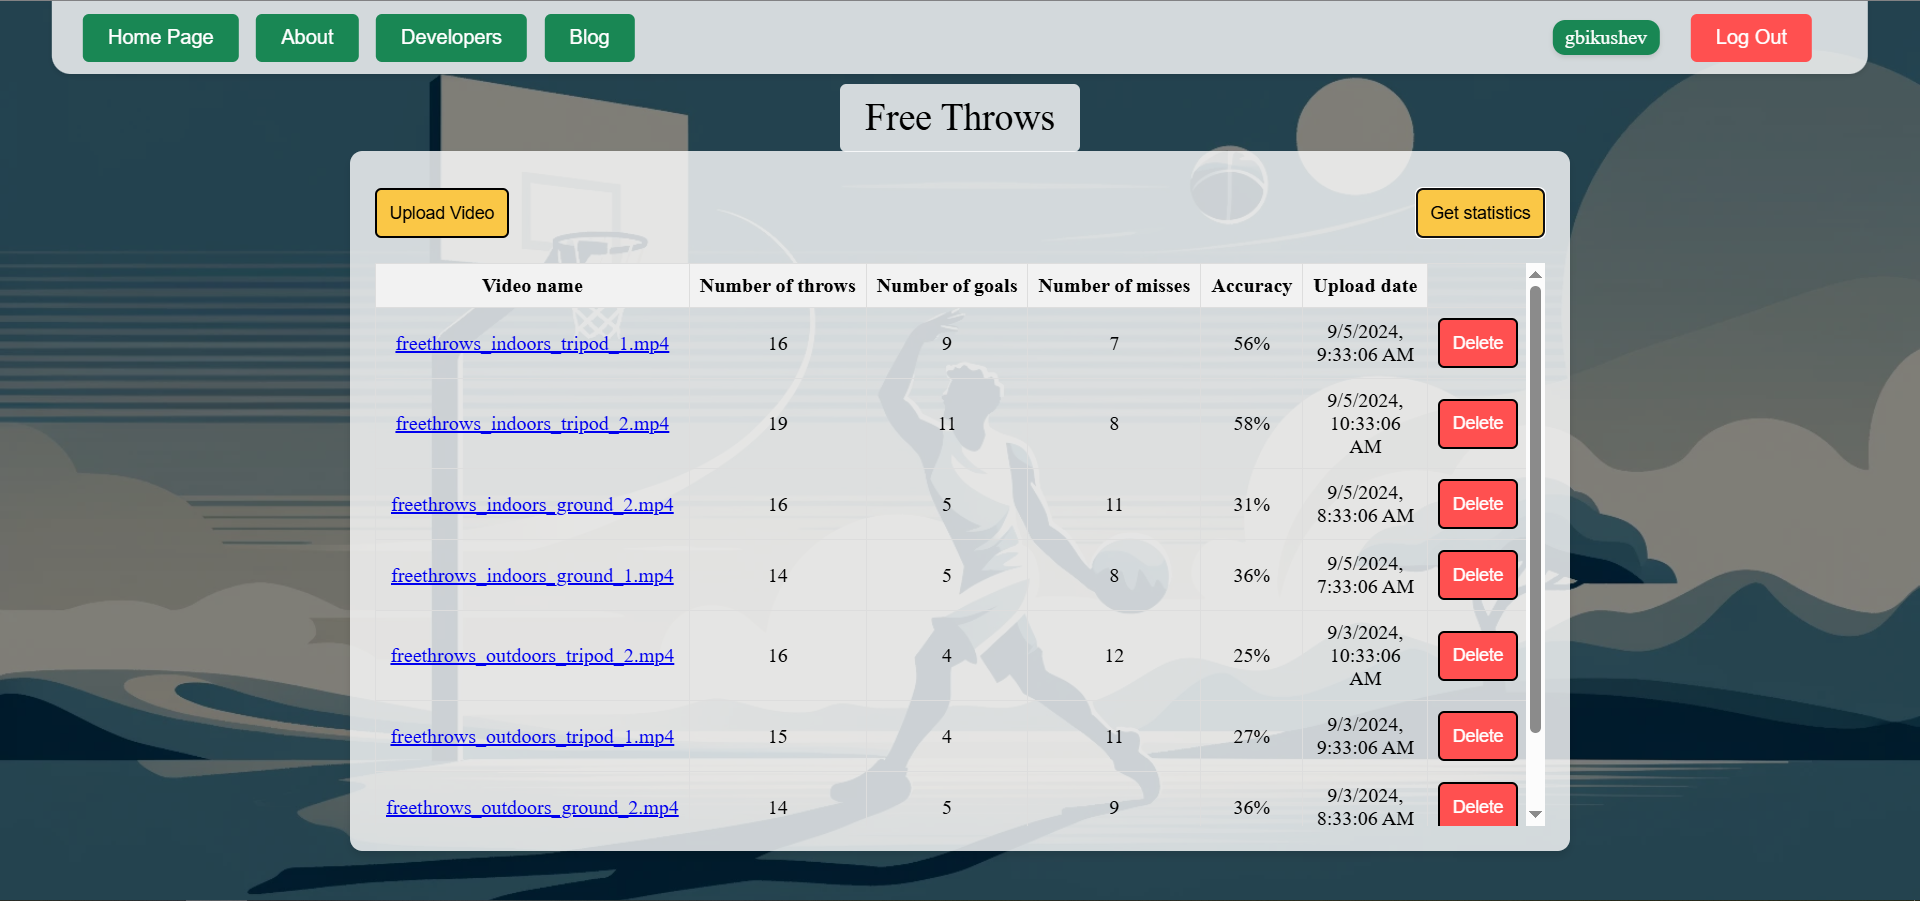 Home Page About Developers Blog gbikushev Log Out
Free Throws
Upload Video Get statistics
Video name Number of throws Number of goals Number of misses Accuracy Upload date
freethrows_indoors_tripod_1.mp4 16 9 7 56% 9/5/2024, 9:33:06 AM Delete
freethrows_indoors_tripod_2.mp4 19 11 8 58% 9/5/2024, 10:33:06 AM Delete
freethrows_indoors_ground_2.mp4 16 5 11 31% 9/5/2024, 8:33:06 AM Delete
freethrows_indoors_ground_1.mp4 14 5 8 36% 9/5/2024, 7:33:06 AM Delete
freethrows_outdoors_tripod_2.mp4 16 4 12 25% 9/3/2024, 10:33:06 AM Delete
freethrows_outdoors_tripod_1.mp4 15 4 11 27% 9/3/2024, 9:33:06 AM Delete
freethrows_outdoors_ground_2.mp4 14 5 9 36% 9/3/2024, 8:33:06 AM Delete